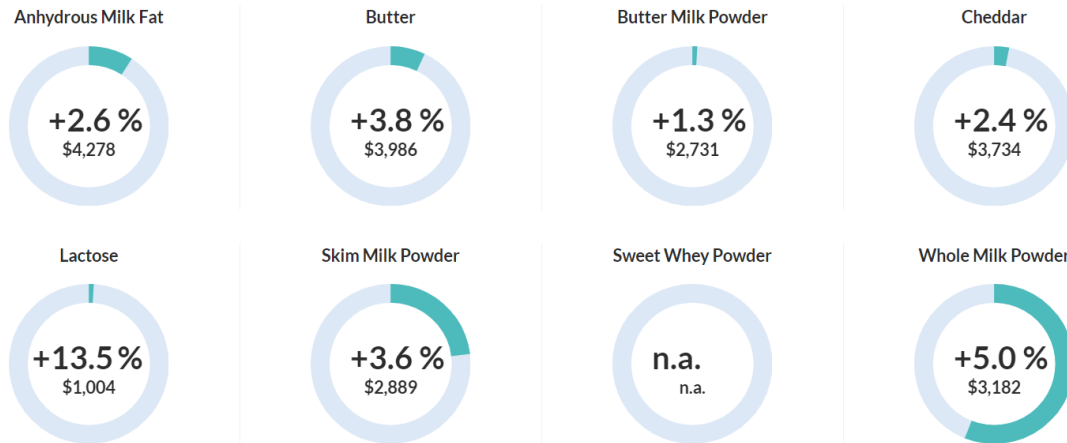 Anhydrous Milk Fat
+2.6 %
$4,278
Butter
+3.8 %
$3,986
Butter Milk Powder
+1.3 %
$2,731
Cheddar
+2.4 %
$3,734
Lactose
+13.5 %
$1,004
Skim Milk Powder
+3.6 %
$2,889
Sweet Whey Powder
n.a.
n.a.
Whole Milk Powder
+5.0 %
$3,182